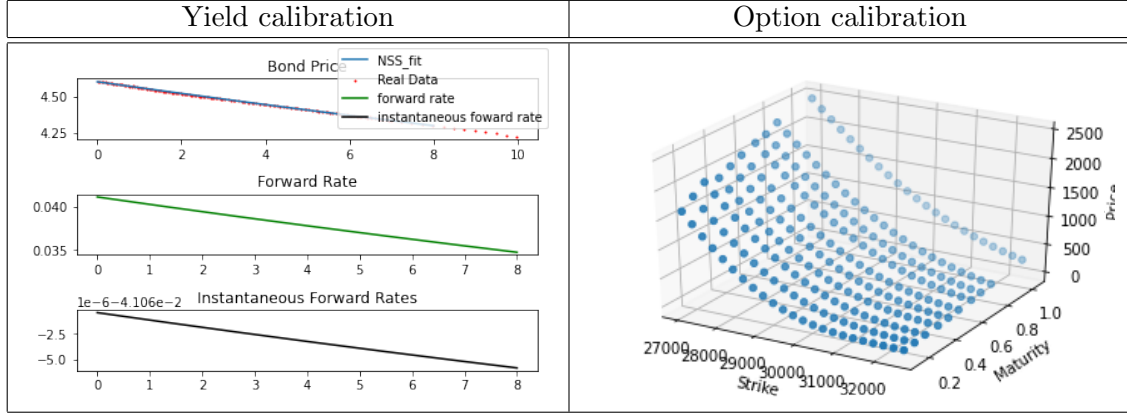 Yield calibration
Option calibration
Bond Price
NSS_fit
Real Data
forward rate
instantaneous foward rate
4.50
4.25
0 2 4 6 8 10
Forward Rate
0.040
0.035
0 1 2 3 4 5 6 7 8
1e-6-4.106e-2
Instantaneous Forward Rates
−2.5
−5.0
0 1 2 3 4 5 6 7 8
2500
2000
1500
1000
500
0
Price
27000 28000 29000 30000 31000 32000
Strike
0.2 0.4 0.6 0.8 1.0
Maturity